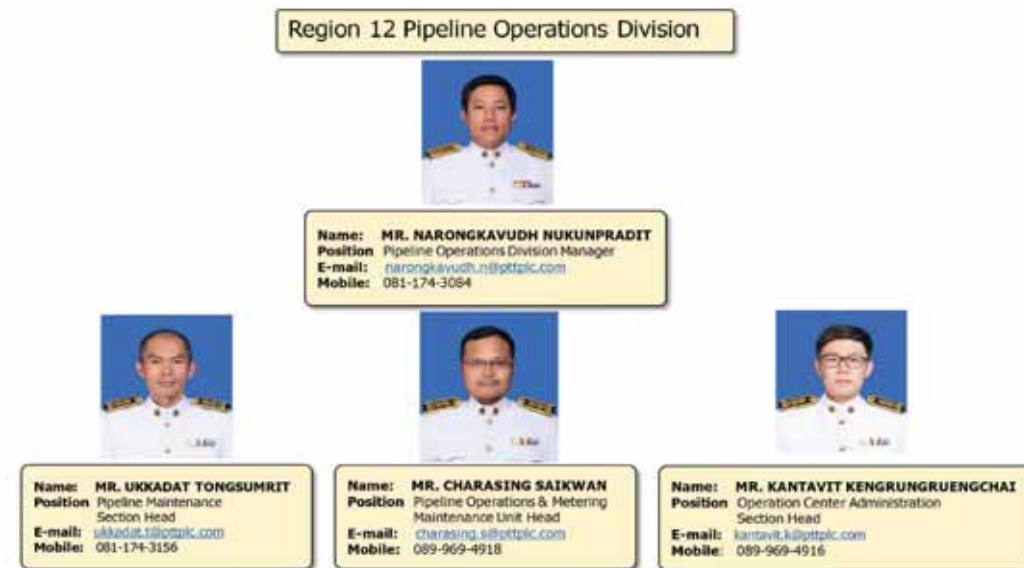 Region 12 Pipeline Operations Division
Name: MR. NARONGKAVUDH NUKUNPRADIT
Position Pipeline Operations Division Manager
E-mail: narongkavudh.n@pttplc.com
Mobile: 081-174-3084
Name: MR. UKKADAT TONGSUMRIT
Position Pipeline Maintenance
Section Head
E-mail: ukkadat.t@pttplc.com
Mobile: 081-174-3156
Name: MR. CHARASING SAIKWAN
Position Pipeline Operations & Metering
Maintenance Unit Head
E-mail: charasing.s@pttplc.com
Mobile: 089-969-4918
Name: MR. KANTAVIT KENGRUNGRUENGCHAI
Position Operation Center Administration
Section Head
E-mail: kantavit.k@pttplc.com
Mobile: 089-969-4916